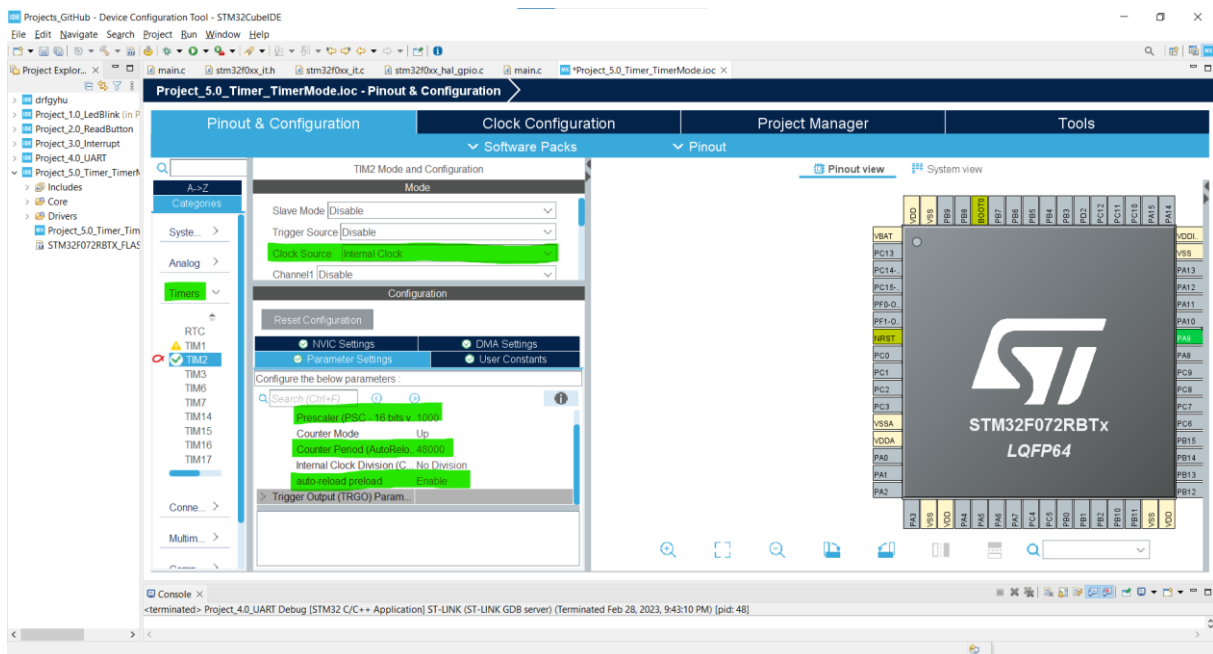 Projects_GitHub - Device Configuration Tool - STM32CubeIDE
File Edit Navigate Search Project Run Window Help
Project Explor...
main.c stm32f0xx_it.h stm32f0xx_it.c stm32f0xx_hal_gpio.c main.c *Project_5.0_Timer_TimerMode.ioc
drfgyhu
Project_1.0_LedBlink (in P
Project_2.0_ReadButton
Project_3.0_Interrupt
Project_4.0_UART
Project_5.0_Timer_TimerM
Includes
Core
Drivers
Project_5.0_Timer_Tim
STM32F072RBTX_FLAS
Project_5.0_Timer_TimerMode.ioc - Pinout & Configuration
Pinout & Configuration Clock Configuration Project Manager Tools
Software Packs Pinout
A->Z
Categories
Syste...
Analog
Timers
RTC
TIM1
TIM2
TIM3
TIM6
TIM7
TIM14
TIM15
TIM16
TIM17
Conne...
Multim...
TIM2 Mode and Configuration
Mode
Slave Mode Disable
Trigger Source Disable
Clock Source Internal Clock
Channel1 Disable
Configuration
Reset Configuration
NVIC Settings DMA Settings
Parameter Settings User Constants
Configure the below parameters :
Search (Ctrl+F)
Prescaler (PSC - 16 bits v. 1000
Counter Mode Up
Counter Period (AutoRelo.. 48000
Internal Clock Division (C... No Division
auto-reload preload Enable
Trigger Output (TRGO) Param...
Pinout view System view
VDD VSS PB9 PB8 BOOT0 PB7 PB6 PB5 PB4 PB3 PD2 PC12 PC11 PC10 PA15 PA14
VBAT
PC13
PC14-..
PC15-..
PF0-O..
PF1-O..
NRST
PC0
PC1
PC2
PC3
VSSA
VDDA
PA0
PA1
PA2
STM32F072RBTx
LQFP64
VDDI..
VSS
PA13
PA12
PA11
PA10
PA9
PA8
PC9
PC8
PC7
PC6
PB15
PB14
PB13
PB12
PA3 VSS VDD PA4 PA5 PA6 PA7 PC4 PC5 PB0 PB1 PB2 PB10 PB11 VSS VDD
Console
<terminated> Project_4.0_UART Debug [STM32 C/C++ Application] ST-LINK (ST-LINK GDB server) (Terminated Feb 28, 2023, 9:43:10 PM) [pid: 48]